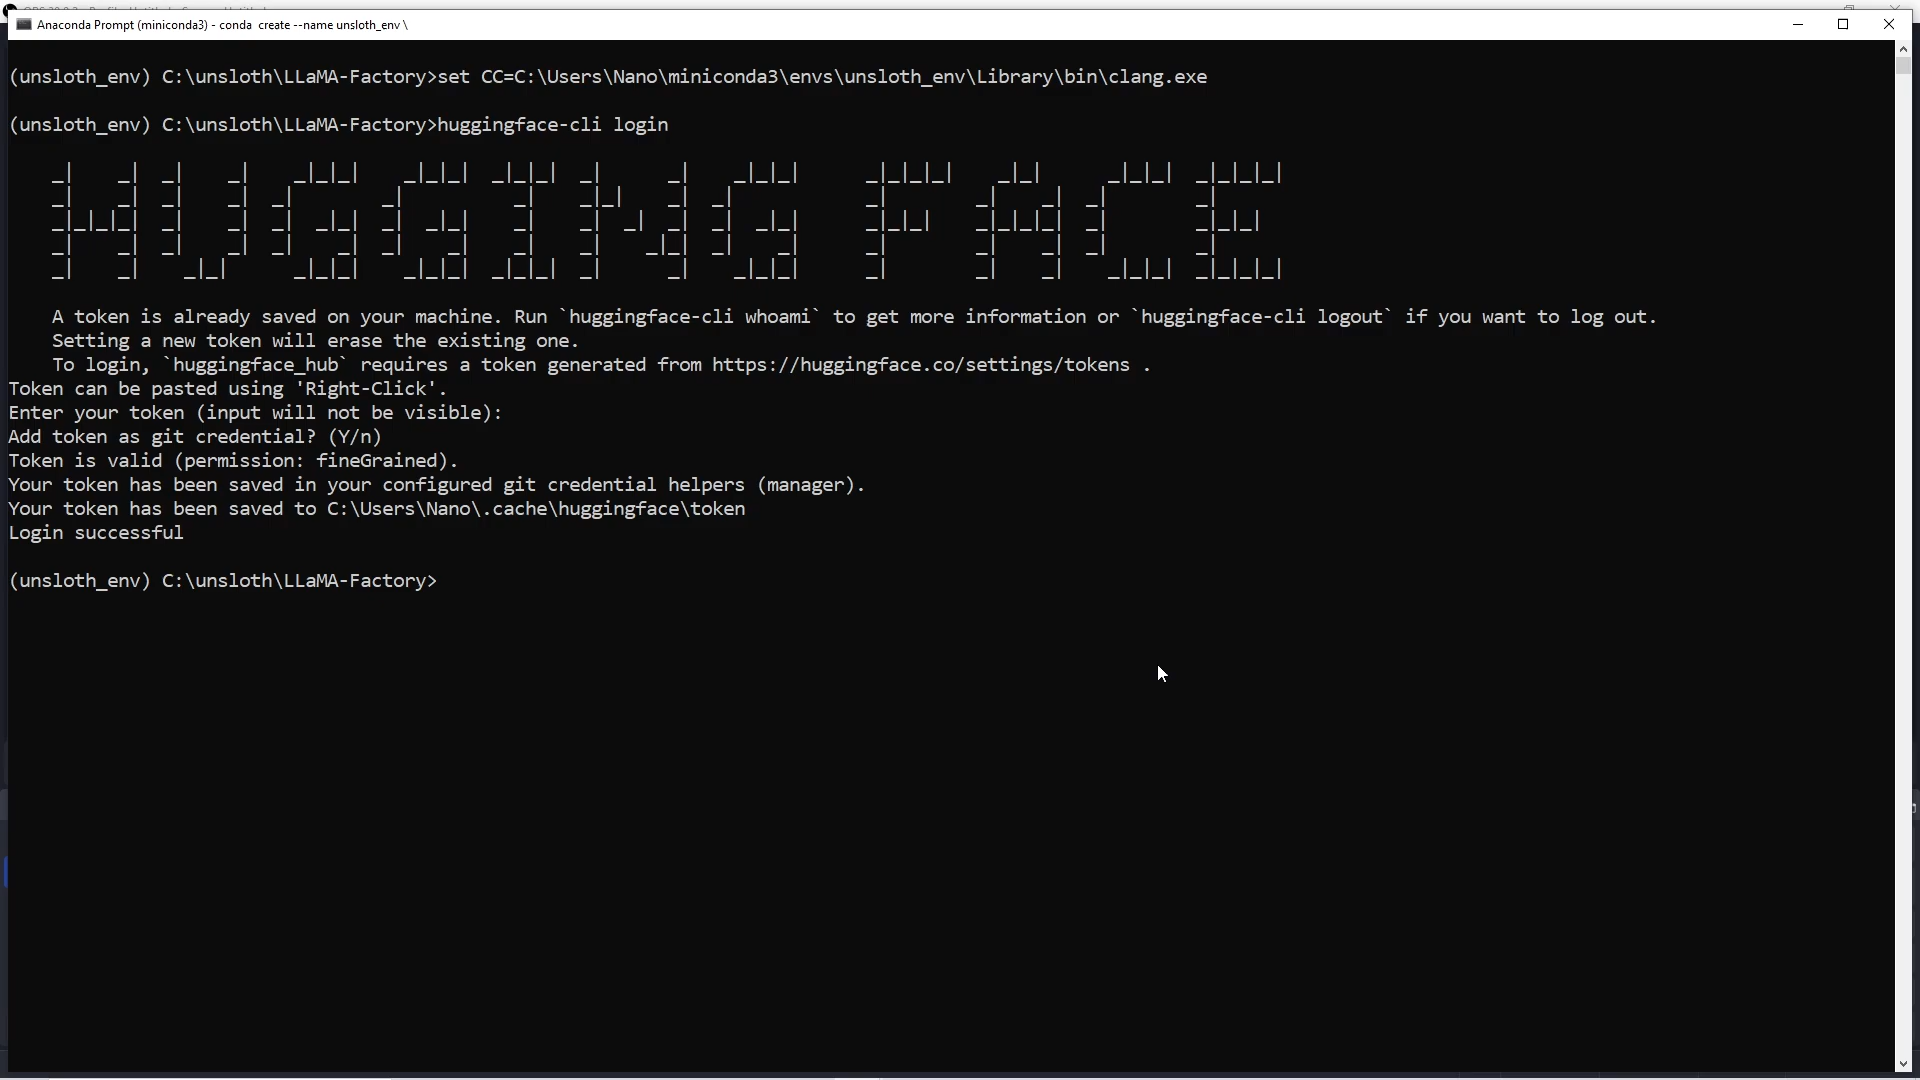 Anaconda Prompt (miniconda3) - conda  create --name unsloth_env \
(unsloth_env) C:\unsloth\LLaMA-Factory>set CC=C:\Users\Nano\miniconda3\envs\unsloth_env\Library\bin\clang.exe
(unsloth_env) C:\unsloth\LLaMA-Factory>huggingface-cli login
HUGGING FACE
A token is already saved on your machine. Run `huggingface-cli whoami` to get more information or `huggingface-cli logout` if you want to log out.
Setting a new token will erase the existing one.
To login, `huggingface_hub` requires a token generated from https://huggingface.co/settings/tokens .
Token can be pasted using 'Right-Click'.
Enter your token (input will not be visible):
Add token as git credential? (Y/n)
Token is valid (permission: fineGrained).
Your token has been saved in your configured git credential helpers (manager).
Your token has been saved to C:\Users\Nano\.cache\huggingface\token
Login successful
(unsloth_env) C:\unsloth\LLaMA-Factory>